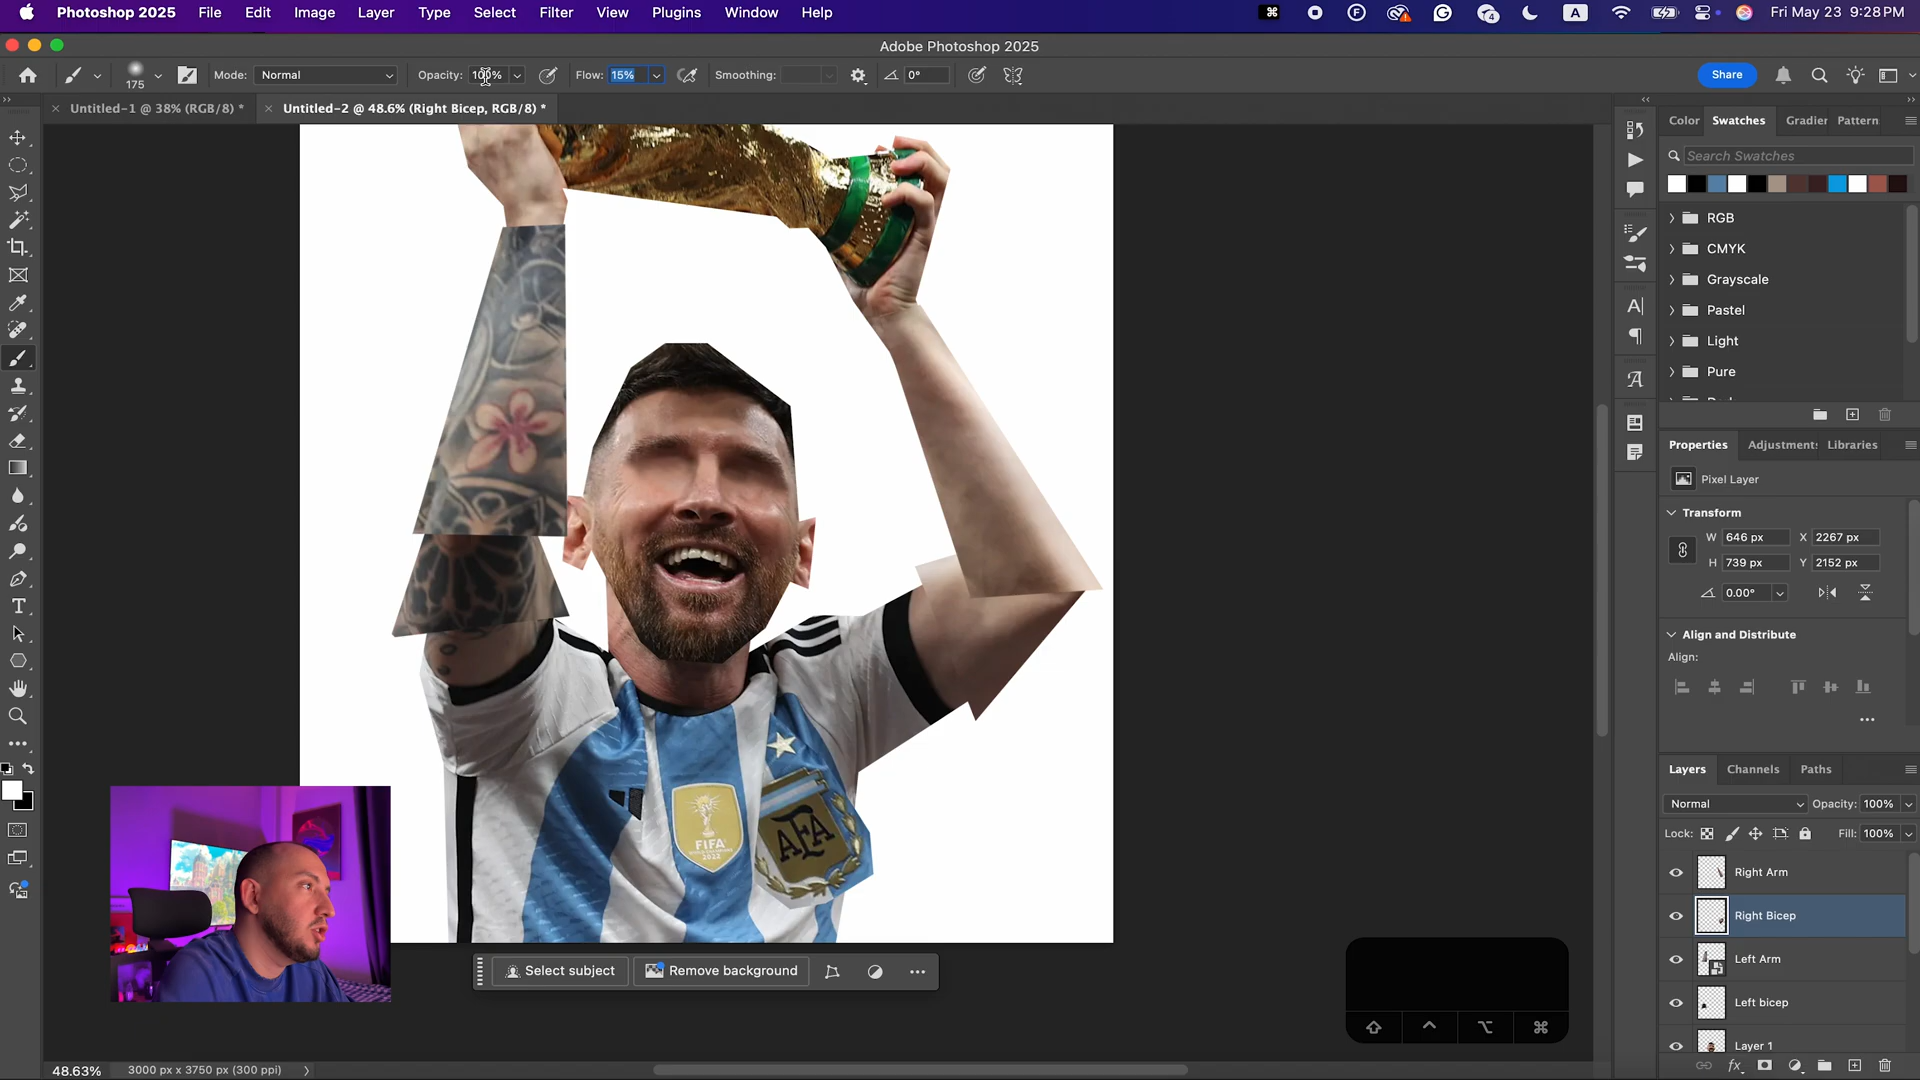 Photoshop 2025 File Edit Image Layer Type Select Filter View Plugins Window Help
4 A Fri May 23 9:28 PM
Adobe Photoshop 2025
175 Mode: Normal Opacity: 100% Flow: 15% Smoothing: 0° Share
Untitled-1 @ 38% (RGB/8) * Untitled-2 @ 48.6% (Right Bicep, RGB/8) *
Color Swatches Gradier Pattern
Search Swatches
RGB
CMYK
Grayscale
Pastel
Light
Pure
Properties Adjustment: Libraries
Pixel Layer
Transform
W 646 px X 2267 px
H 739 px Y 2152 px
0.00°
Align and Distribute
Align:
Layers Channels Paths
Normal Opacity: 100%
Lock: Fill: 100%
Right Arm
Right Bicep
Left Arm
Left bicep
Layer 1
FIFA
2022
AFA
Select subject Remove background
48.63% 3000 px x 3750 px (300 ppi)